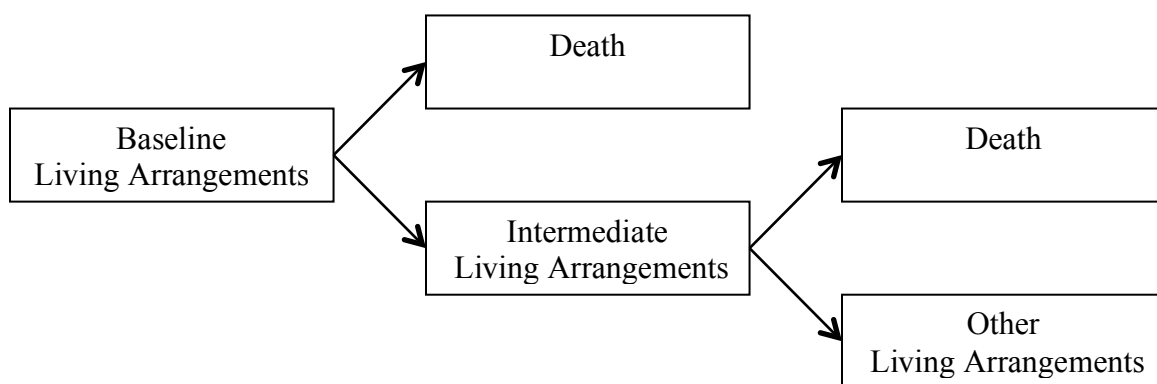 Death
Baseline
Living Arrangements
Death
Intermediate
Living Arrangements
Other
Living Arrangements